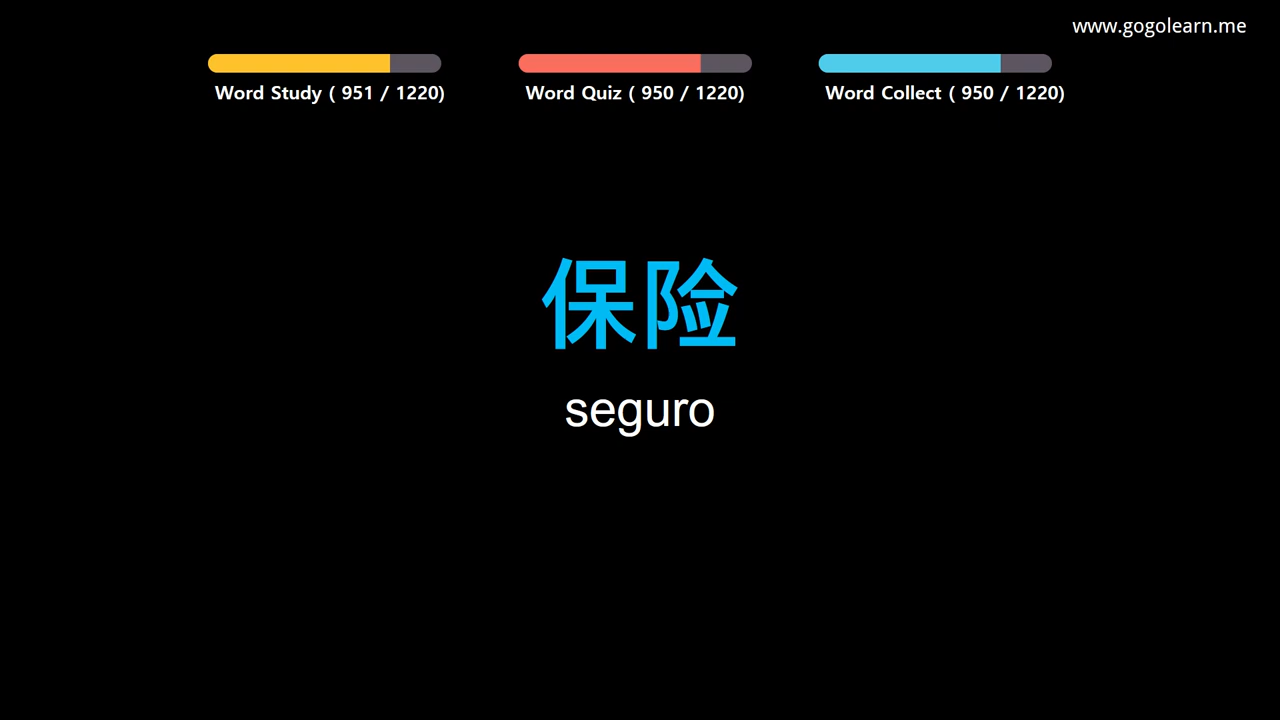 www.gogolearn.me
Word Study ( 951 / 1220)
Word Quiz ( 950 / 1220)
Word Collect ( 950 / 1220)
保险
seguro